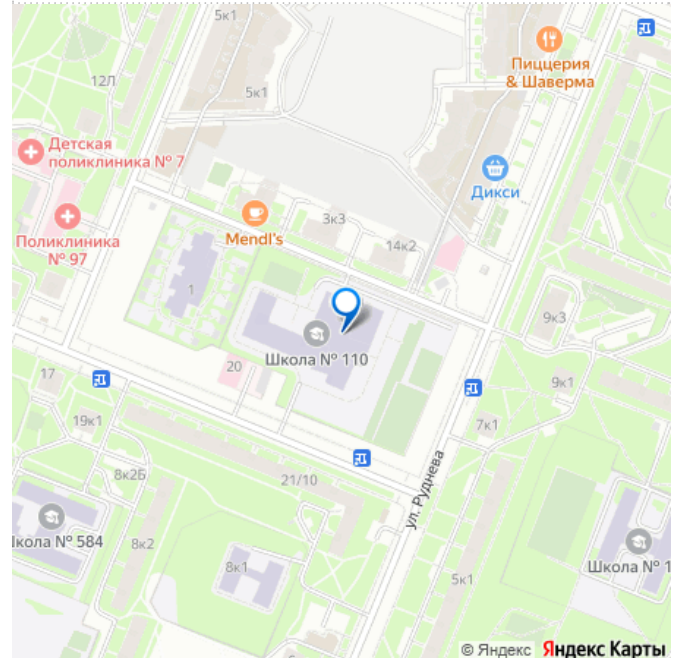 5к1
Пиццерия
& Шаверма
12Л
5к1
Детская
поликлиника № 7
Дикси
Поликлиника
№ 97
Mendl's
3к3
14к2
1
9к3
Школа № 110
20
17
9к1
19к1
7к1
8к2Б
21/10
ул. Руднева
кола № 584
8к2
8к1
5к1
Школа № 1
© Яндекс Яндекс Карты